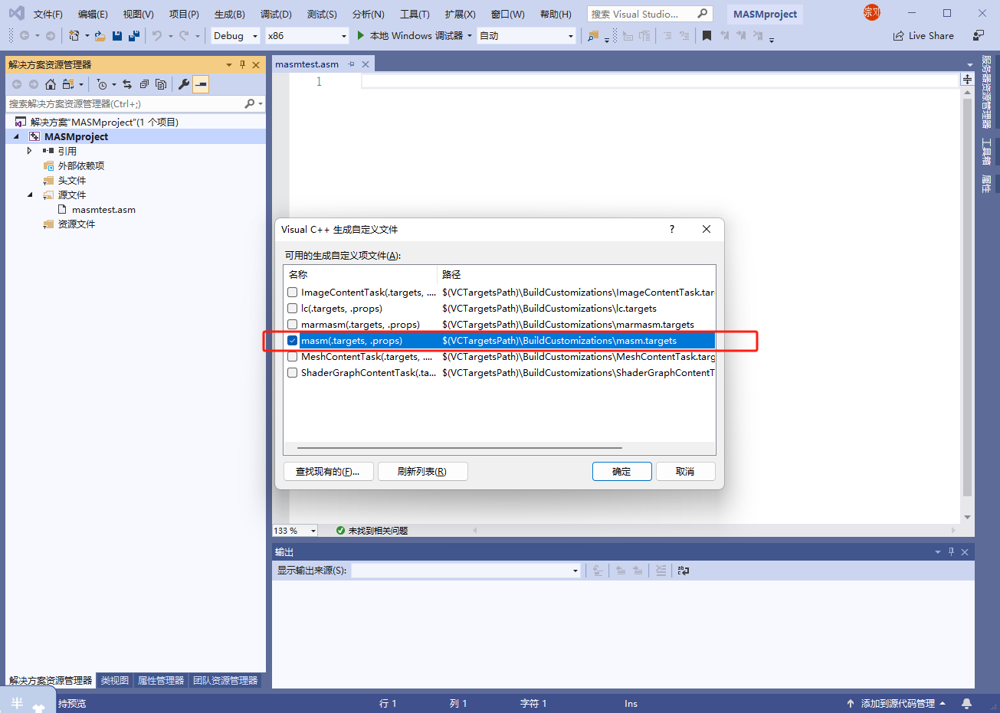 文件(F) 编辑(E) 视图(V) 项目(P) 生成(B) 调试(D) 测试(S) 分析(N) 工具(T) 扩展(X) 窗口(W) 帮助(H) 搜索 Visual Studio... MASMproject 宗邓
Debug x86 本地 Windows 调试器 自动 Live Share
解决方案资源管理器
搜索解决方案资源管理器(Ctrl+;)
解决方案"MASMproject"(1 个项目)
MASMproject
引用
外部依赖项
头文件
源文件
masmtest.asm
资源文件
解决方案资源管理器 类视图 属性管理器 团队资源管理器
masmtest.asm
1
Visual C++ 生成自定义文件 ?
可用的生成自定义项文件(A):
名称 路径
ImageContentTask(.targets, .... $(VCTargetsPath)\BuildCustomizations\ImageContentTask.tar
lc(.targets, .props) $(VCTargetsPath)\BuildCustomizations\lc.targets
marmasm(.targets, .props) $(VCTargetsPath)\BuildCustomizations\marmasm.targets
masm(.targets, .props) $(VCTargetsPath)\BuildCustomizations\masm.targets
MeshContentTask(.targets, .... $(VCTargetsPath)\BuildCustomizations\MeshContentTask.targ
ShaderGraphContentTask(.ta... $(VCTargetsPath)\BuildCustomizations\ShaderGraphContentT
查找现有的(F)... 刷新列表(R) 确定 取消
133 % 未找到相关问题
输出
显示输出来源(S):
服务器资源管理器
工具箱
属性
半 持预览 行 1 列 1 字符 1 Ins 添加到源代码管理